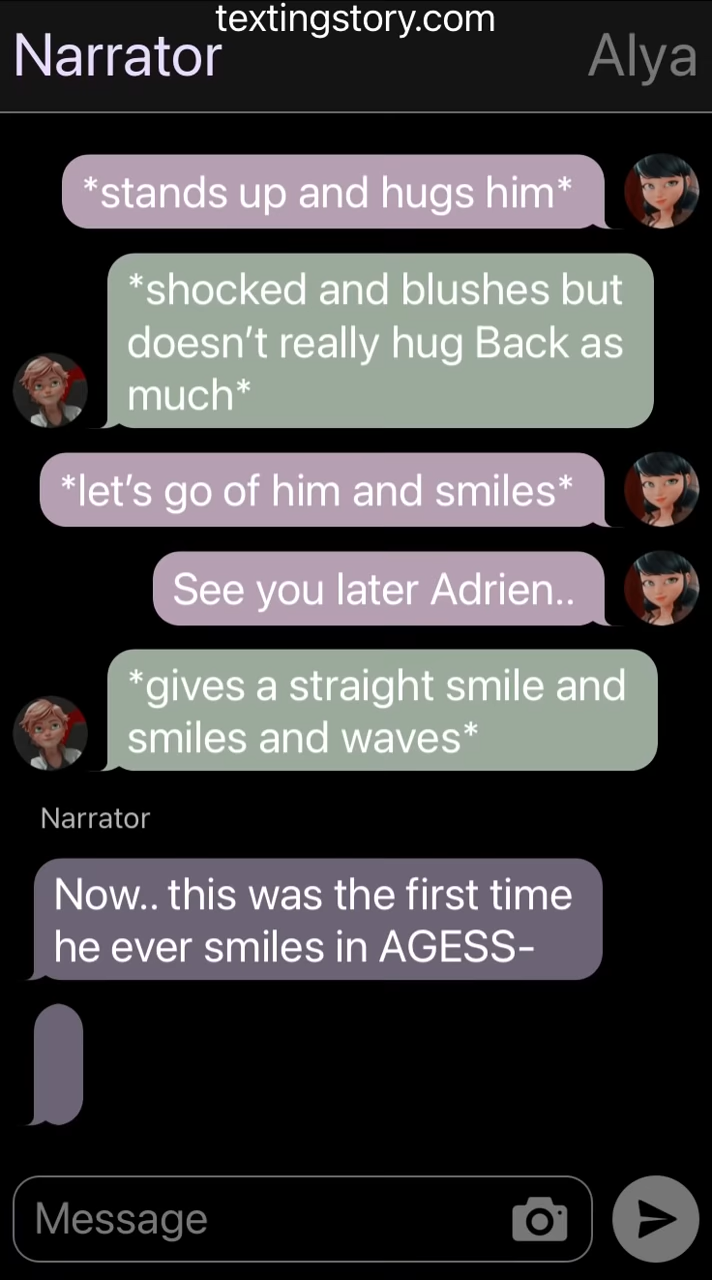 textingstory.com
Narrator
Alya
*stands up and hugs him*
*shocked and blushes but
doesn’t really hug Back as
much*
*let’s go of him and smiles*
See you later Adrien..
*gives a straight smile and
smiles and waves*
Narrator
Now.. this was the first time
he ever smiles in AGESS-
Message